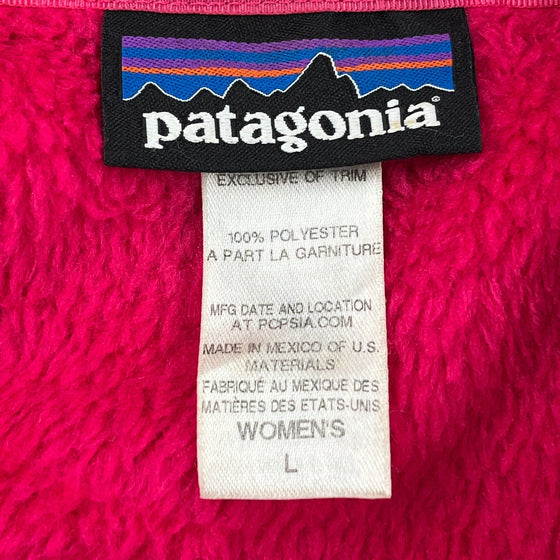 patagonia®
EXCLUSIVE OF TRIM
100% POLYESTER
A PART LA GARNITURE
MFG DATE AND LOCATION
AT PCPSIA.COM
MADE IN MEXICO OF U.S.
MATERIALS
FABRIQUÉ AU MEXIQUE DES
MATIÈRES DES ETATS-UNIS
WOMEN'S
L